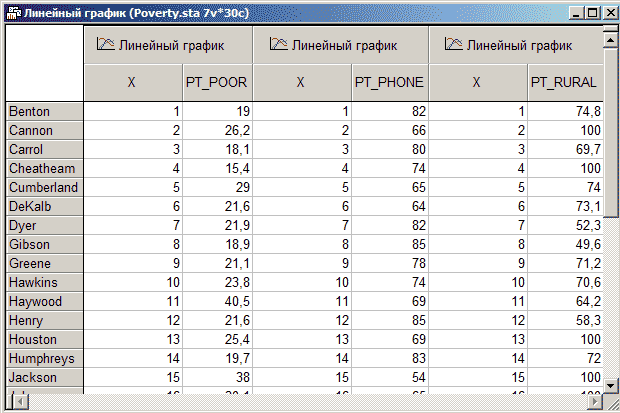 Линейный график (Poverty.sta 7v*30c)
Линейный график Линейный график Линейный график
X PT_POOR X PT_PHONE X PT_RURAL
Benton 1 19 1 82 1 74,8
Cannon 2 26,2 2 66 2 100
Carrol 3 18,1 3 80 3 69,7
Cheatheam 4 15,4 4 74 4 100
Cumberland 5 29 5 65 5 74
DeKalb 6 21,6 6 64 6 73,1
Dyer 7 21,9 7 82 7 52,3
Gibson 8 18,9 8 85 8 49,6
Greene 9 21,1 9 78 9 71,2
Hawkins 10 23,8 10 74 10 70,6
Haywood 11 40,5 11 69 11 64,2
Henry 12 21,6 12 85 12 58,3
Houston 13 25,4 13 69 13 100
Humphreys 14 19,7 14 83 14 72
Jackson 15 38 15 54 15 100